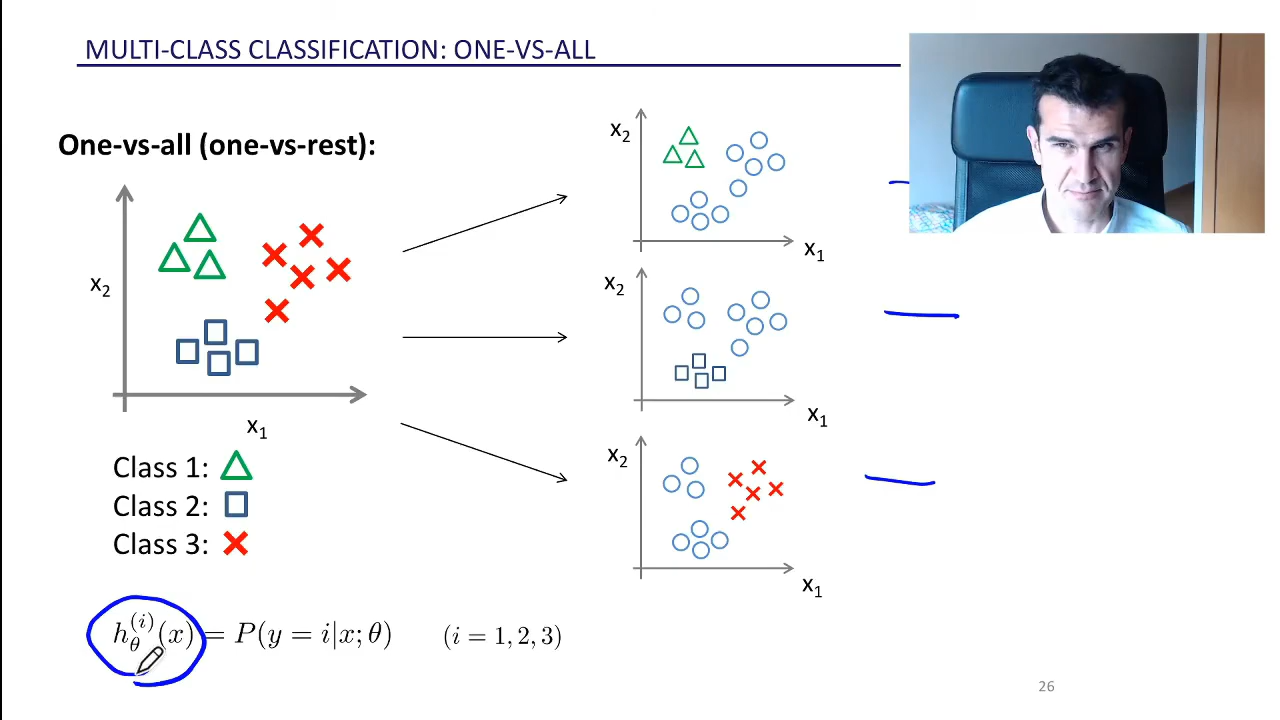 MULTI-CLASS CLASSIFICATION: ONE-VS-ALL
One-vs-all (one-vs-rest):
x₂
x₁
Class 1:
Class 2:
Class 3:
h_θ^(i)(x) = P(y = i|x; θ) (i = 1, 2, 3)
x₂
x₁
x₂
x₁
x₂
x₁
26